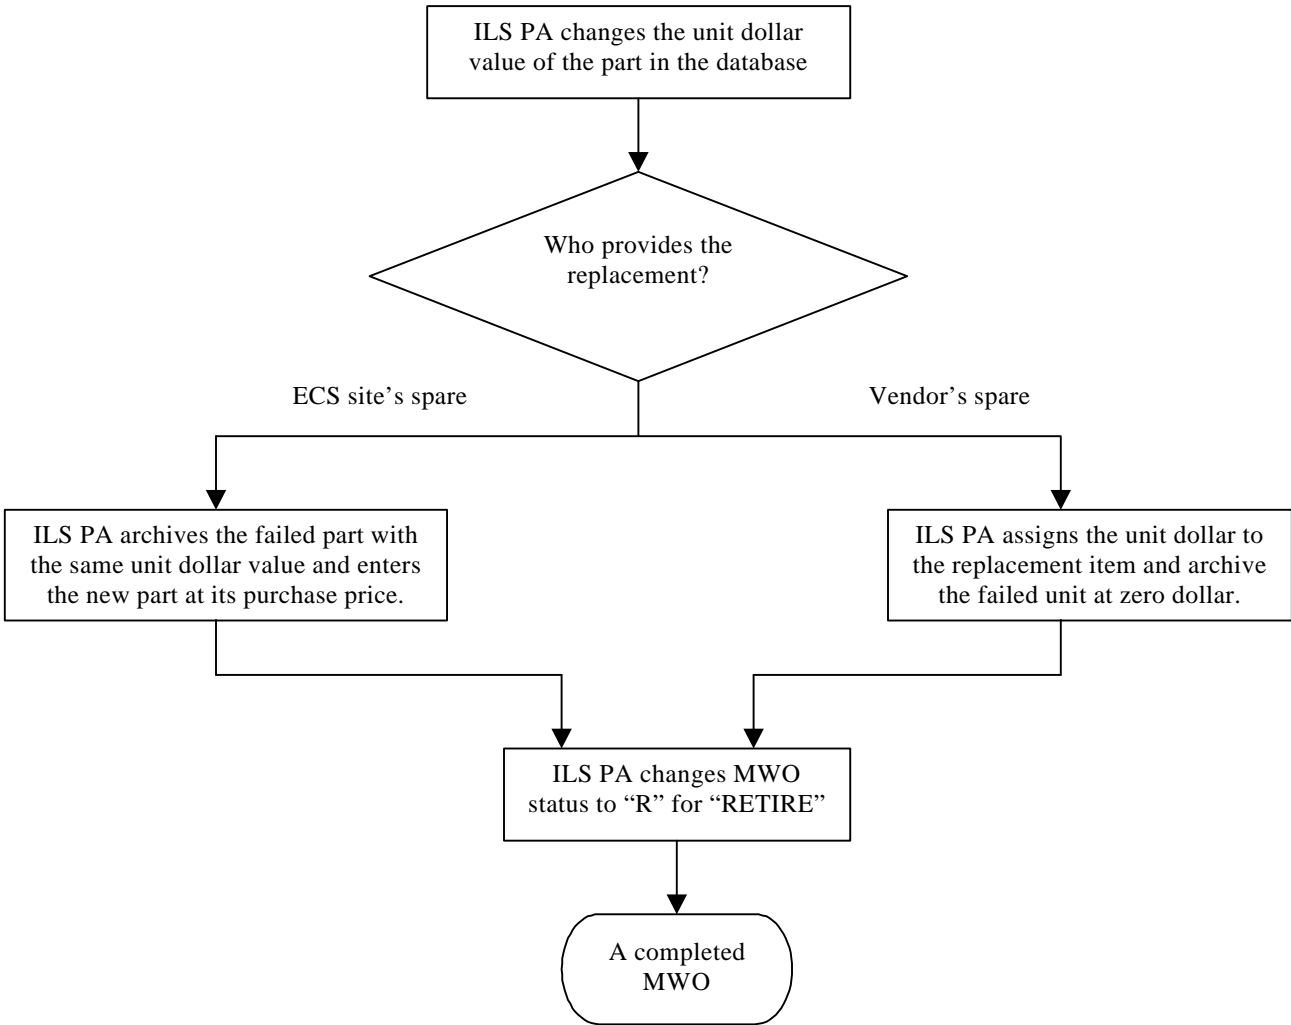 ILS PA changes the unit dollar
value of the part in the database
Who provides the
replacement?
ECS site’s spare
Vendor’s spare
ILS PA archives the failed part with
the same unit dollar value and enters
the new part at its purchase price.
ILS PA assigns the unit dollar to
the replacement item and archive
the failed unit at zero dollar.
ILS PA changes MWO
status to “R” for “RETIRE”
A completed
MWO